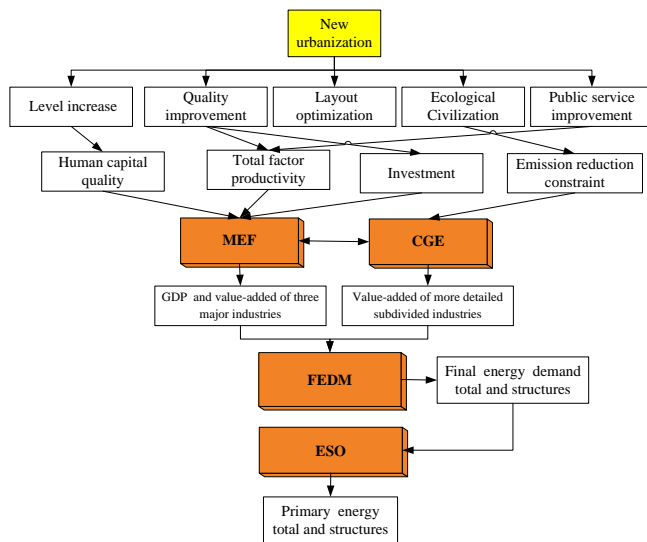 New
urbanization
Level increase
Quality
improvement
Layout
optimization
Ecological
Civilization
Public service
improvement
Human capital
quality
Total factor
productivity
Investment
Emission reduction
constraint
MEF
CGE
GDP and value-added of three
major industries
Value-added of more detailed
subdivided industries
FEDM
Final energy demand
total and structures
ESO
Primary energy
total and structures